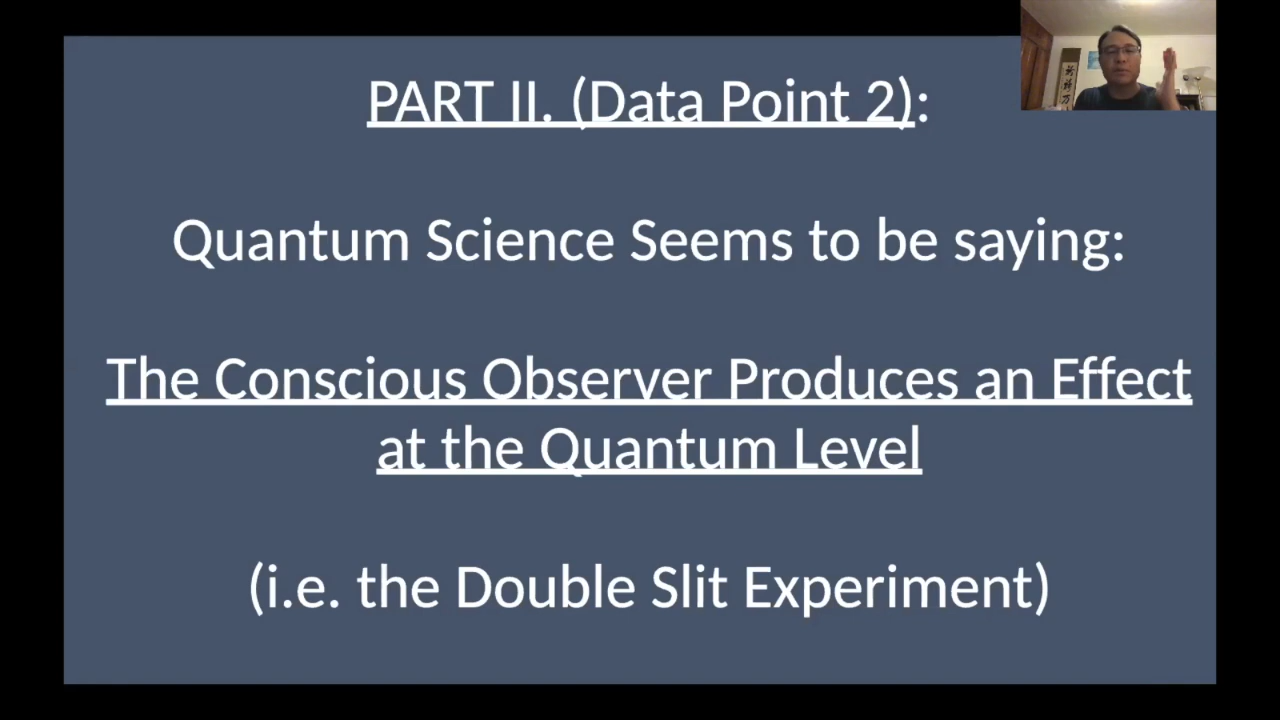 PART II. (Data Point 2):
Quantum Science Seems to be saying:
The Conscious Observer Produces an Effect
at the Quantum Level
(i.e. the Double Slit Experiment)